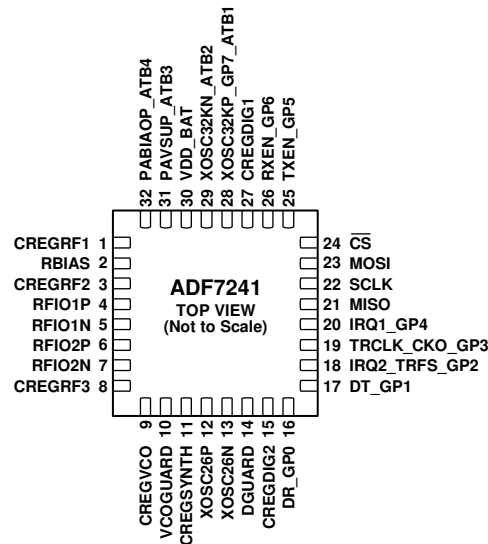 32 PABIAOP_ATB4
31 PAVSUP_ATB3
30 VDD_BAT
29 XOSC32KN_ATB2
28 XOSC32KP_GP7_ATB1
27 CREGDIG1
26 RXEN_GP6
25 TXEN_GP5
CREGRF1 1
RBIAS 2
CREGRF2 3
RFIO1P 4
RFIO1N 5
RFIO2P 6
RFIO2N 7
CREGRF3 8
ADF7241
TOP VIEW
(Not to Scale)
24 C̅S̅
23 MOSI
22 SCLK
21 MISO
20 IRQ1_GP4
19 TRCLK_CKO_GP3
18 IRQ2_TRFS_GP2
17 DT_GP1
CREGVCO 9
VCOGUARD 10
CREGSYNTH 11
XOSC26P 12
XOSC26N 13
DGUARD 14
CREGDIG2 15
DR_GP0 16